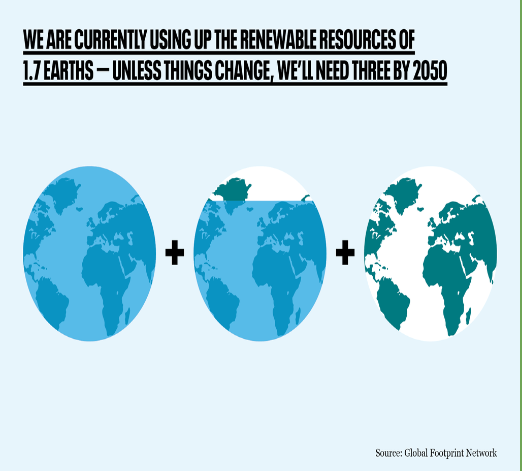 WE ARE CURRENTLY USING UP THE RENEWABLE RESOURCES OF
1.7 EARTHS – UNLESS THINGS CHANGE, WE'LL NEED THREE BY 2050
+ +
Source: Global Footprint Network